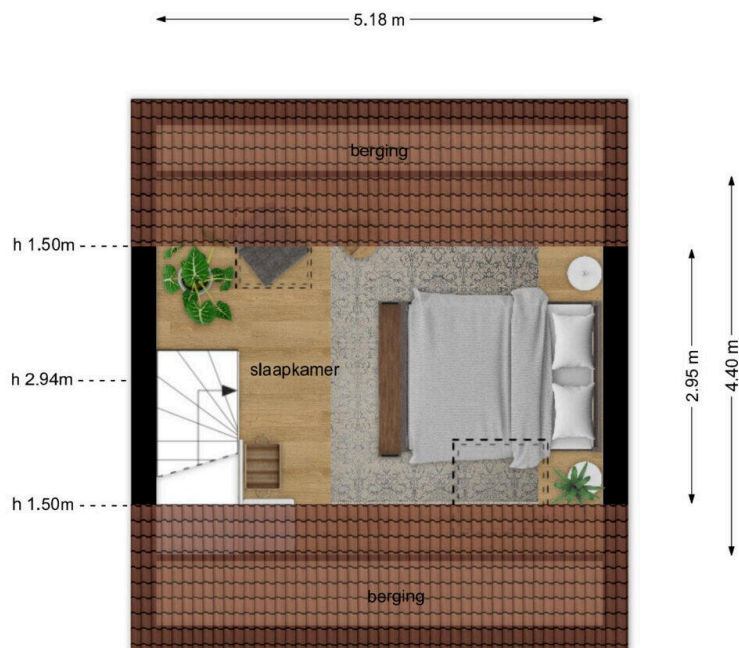 5.18 m
berging
h 1.50m
h 2.94m
slaapkamer
2.95 m
4.40 m
h 1.50m
berging